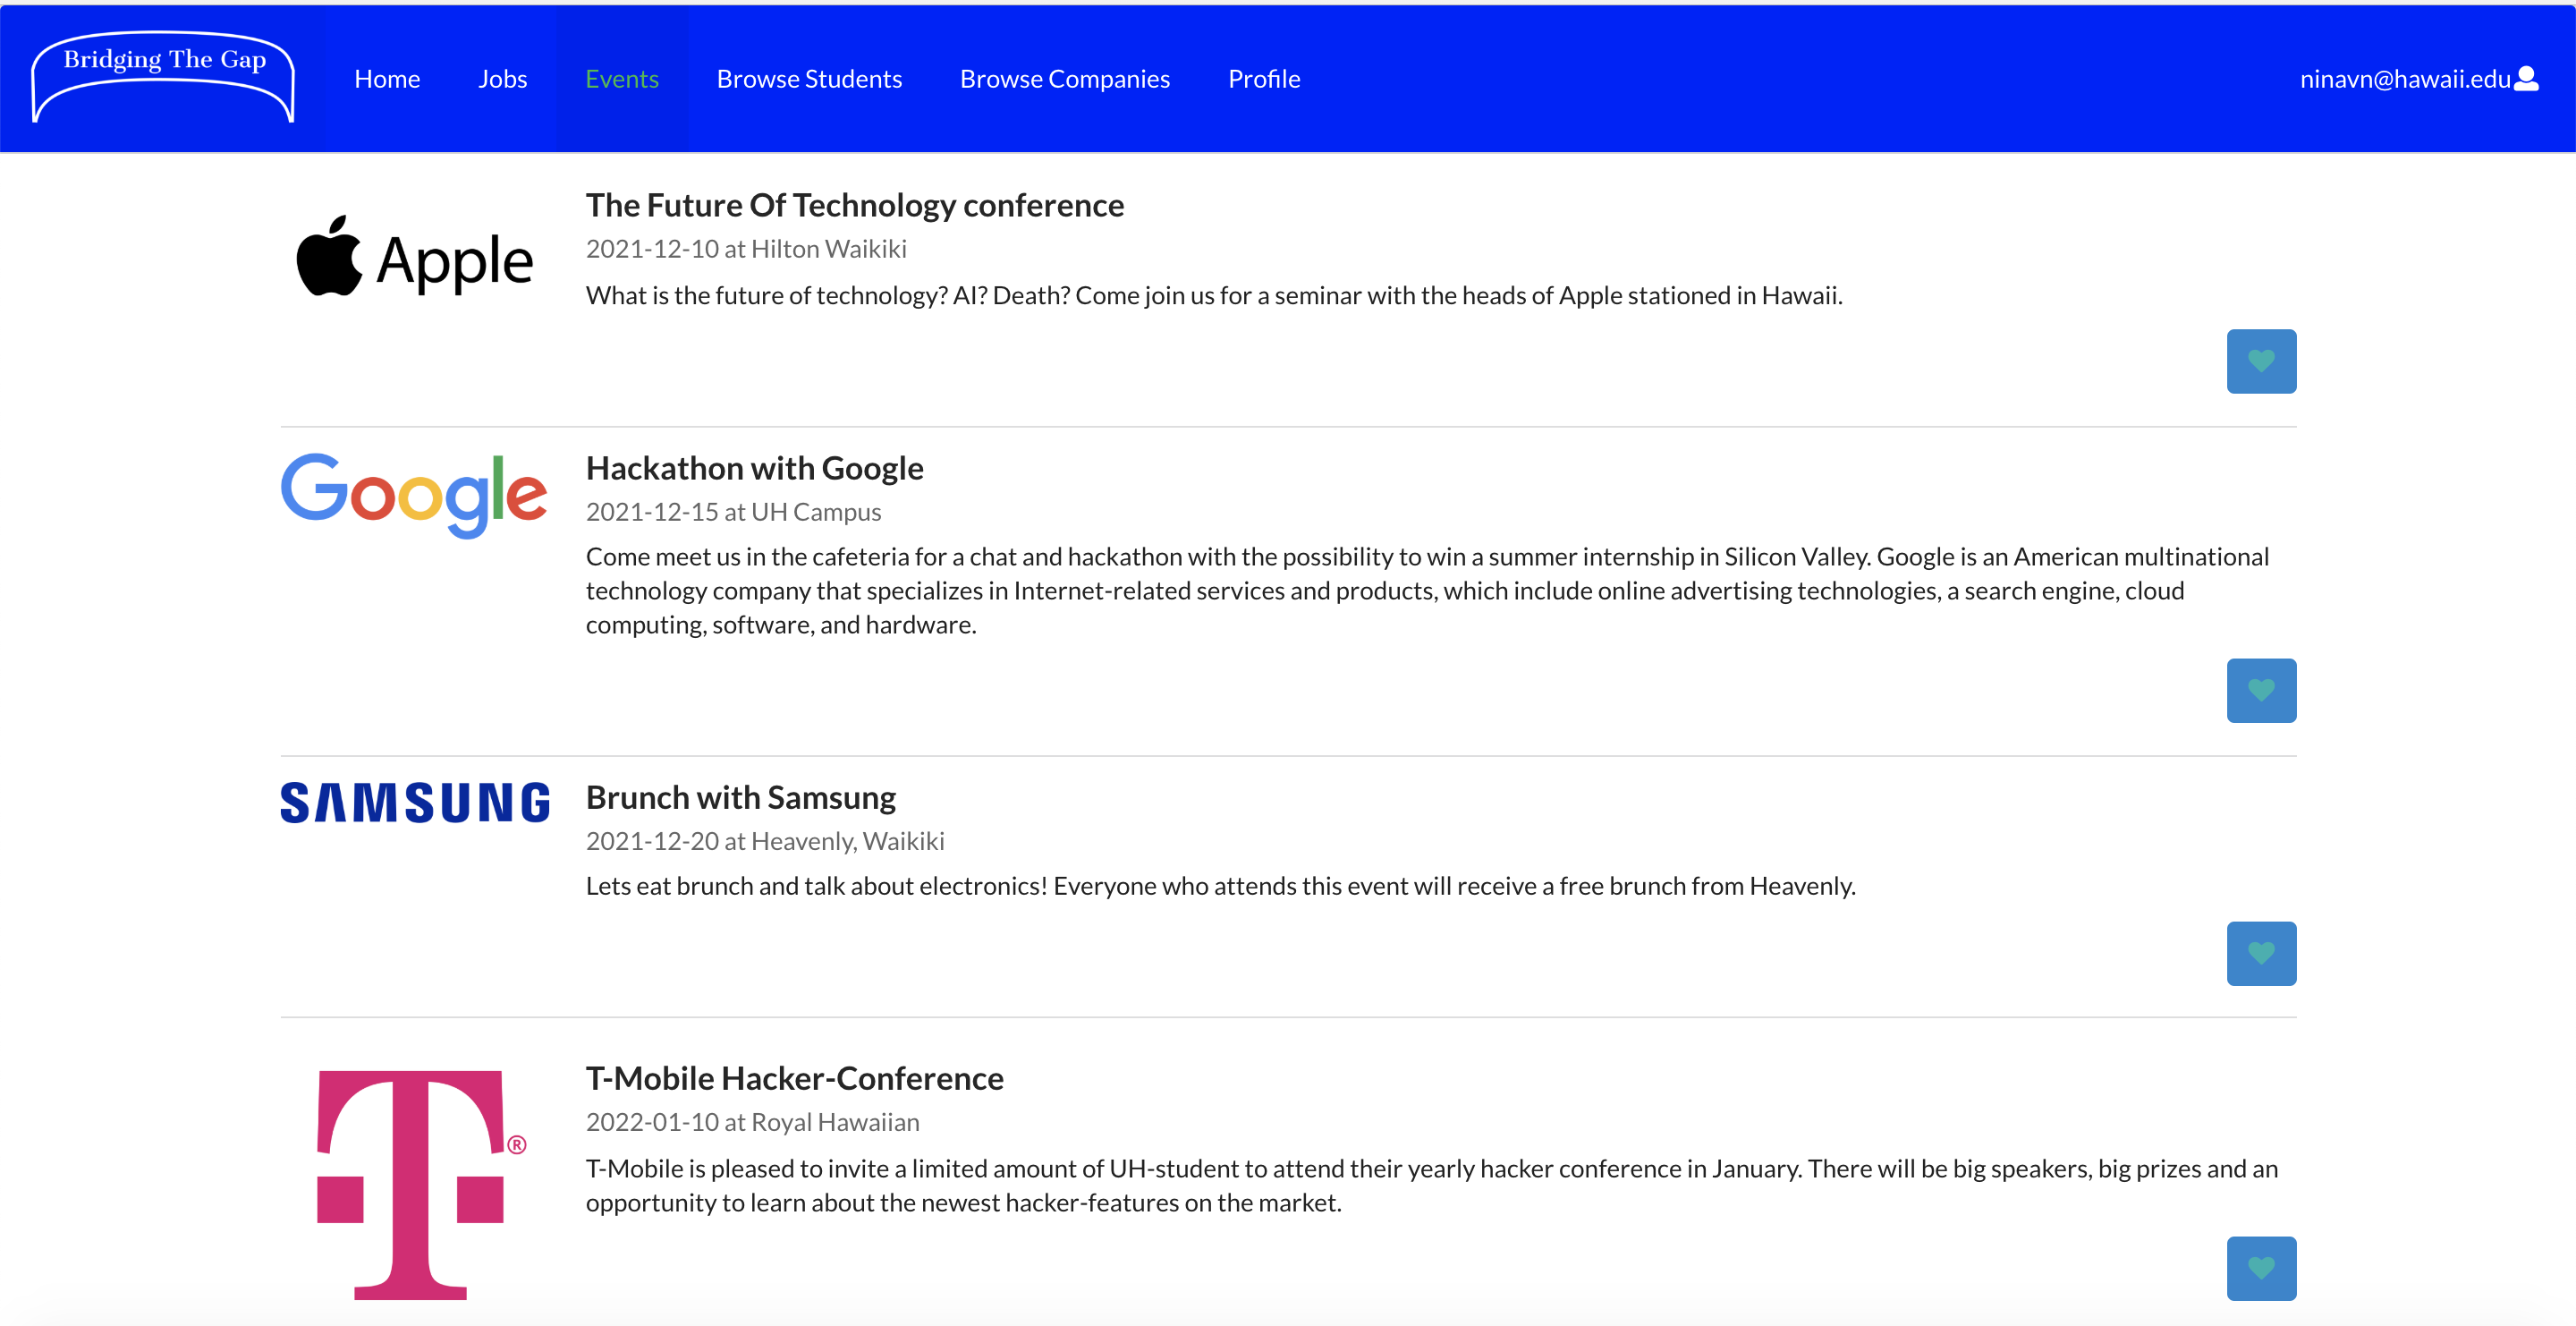 Bridging The Gap
Home Jobs Events Browse Students Browse Companies Profile ninavn@hawaii.edu
Apple
The Future Of Technology conference
2021-12-10 at Hilton Waikiki
What is the future of technology? AI? Death? Come join us for a seminar with the heads of Apple stationed in Hawaii.
Google
Hackathon with Google
2021-12-15 at UH Campus
Come meet us in the cafeteria for a chat and hackathon with the possibility to win a summer internship in Silicon Valley. Google is an American multinational
technology company that specializes in Internet-related services and products, which include online advertising technologies, a search engine, cloud
computing, software, and hardware.
SAMSUNG
Brunch with Samsung
2021-12-20 at Heavenly, Waikiki
Lets eat brunch and talk about electronics! Everyone who attends this event will receive a free brunch from Heavenly.
T®
T-Mobile Hacker-Conference
2022-01-10 at Royal Hawaiian
T-Mobile is pleased to invite a limited amount of UH-student to attend their yearly hacker conference in January. There will be big speakers, big prizes and an
opportunity to learn about the newest hacker-features on the market.